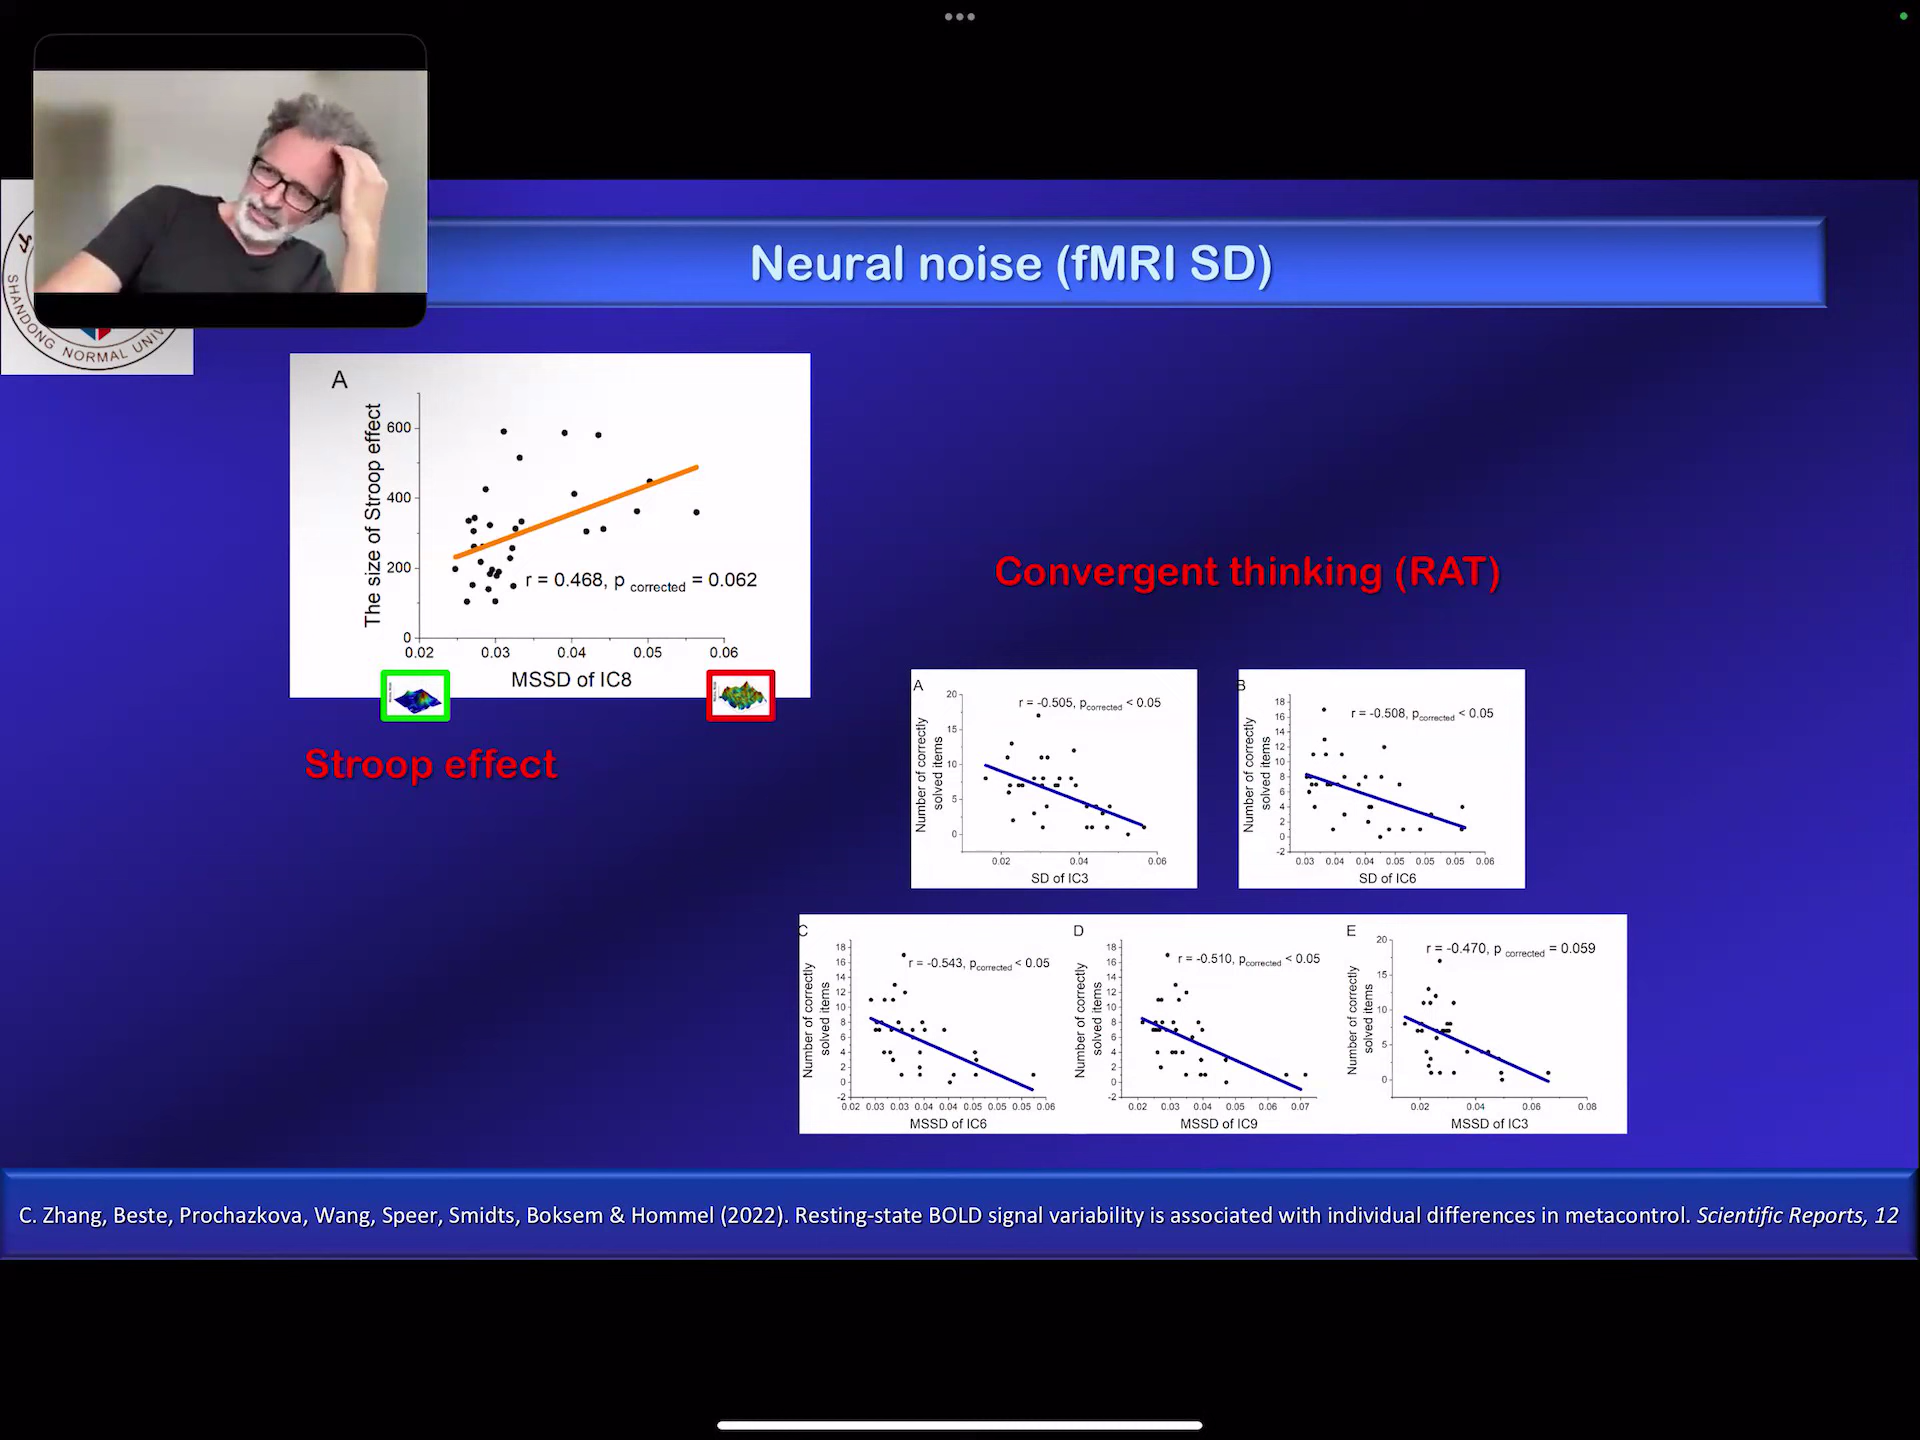 Neural noise (fMRI SD)
SHANDONG NORMAL UNIV
A
The size of Stroop effect
600
400
200
0
r = 0.468, p corrected = 0.062
0.02 0.03 0.04 0.05 0.06
MSSD of IC8
Stroop effect
Convergent thinking (RAT)
A
Number of correctly
solved items
20
15
10
5
0
r = -0.505, pcorrected < 0.05
0.02 0.04 0.06
SD of IC3
B
Number of correctly
solved items
18
16
14
12
10
8
6
4
2
0
-2
r = -0.508, pcorrected < 0.05
0.03 0.04 0.04 0.05 0.05 0.05 0.06
SD of IC6
C
Number of correctly
solved items
18
16
14
12
10
8
6
4
2
0
-2
r = -0.543, pcorrected < 0.05
0.02 0.03 0.03 0.04 0.04 0.05 0.05 0.05 0.06
MSSD of IC6
D
Number of correctly
solved items
18
16
14
12
10
8
6
4
2
0
-2
r = -0.510, pcorrected < 0.05
0.02 0.03 0.04 0.05 0.06 0.07
MSSD of IC9
E
Number of correctly
solved items
20
15
10
5
0
r = -0.470, p corrected = 0.059
0.02 0.04 0.06 0.08
MSSD of IC3
C. Zhang, Beste, Prochazkova, Wang, Speer, Smidts, Boksem & Hommel (2022). Resting-state BOLD signal variability is associated with individual differences in metacontrol. Scientific Reports, 12